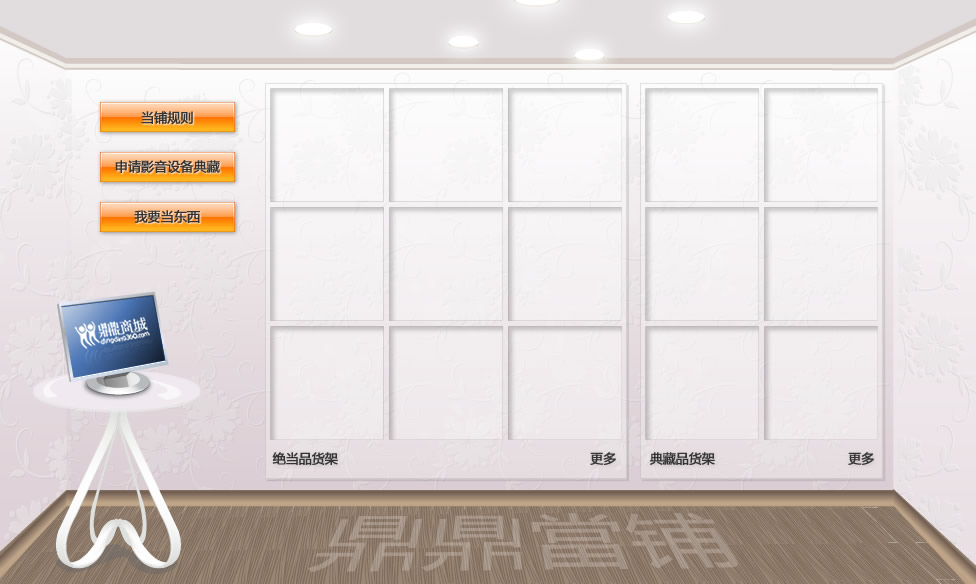 当铺规则
申请影音设备典藏
我要当东西
鼎鼎商城
dingding360.com
绝当品货架
更多
典藏品货架
更多
鼎鼎當铺